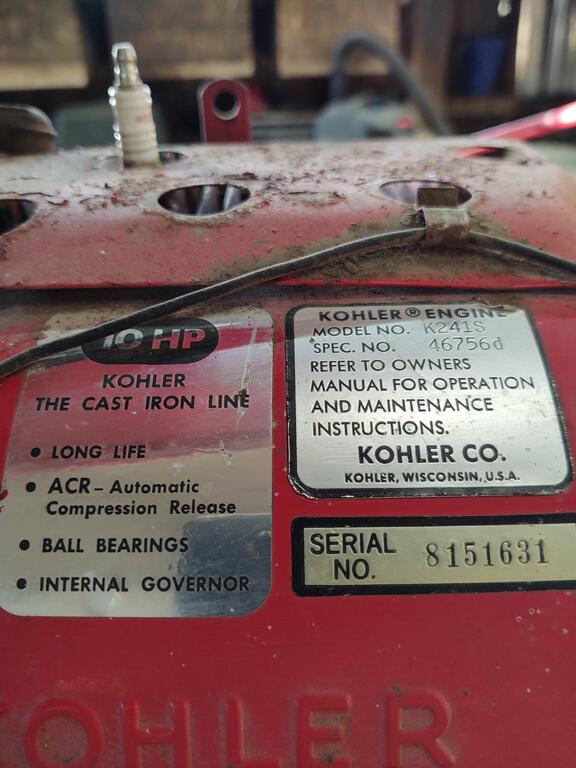 10 HP
KOHLER
THE CAST IRON LINE
• LONG LIFE
• ACR – Automatic
Compression Release
• BALL BEARINGS
• INTERNAL GOVERNOR
KOHLER® ENGINE
MODEL NO. K241S
SPEC. NO. 46756d
REFER TO OWNERS
MANUAL FOR OPERATION
AND MAINTENANCE
INSTRUCTIONS.
KOHLER CO.
KOHLER, WISCONSIN, U.S.A.
SERIAL
NO. 8151631
KOHLER